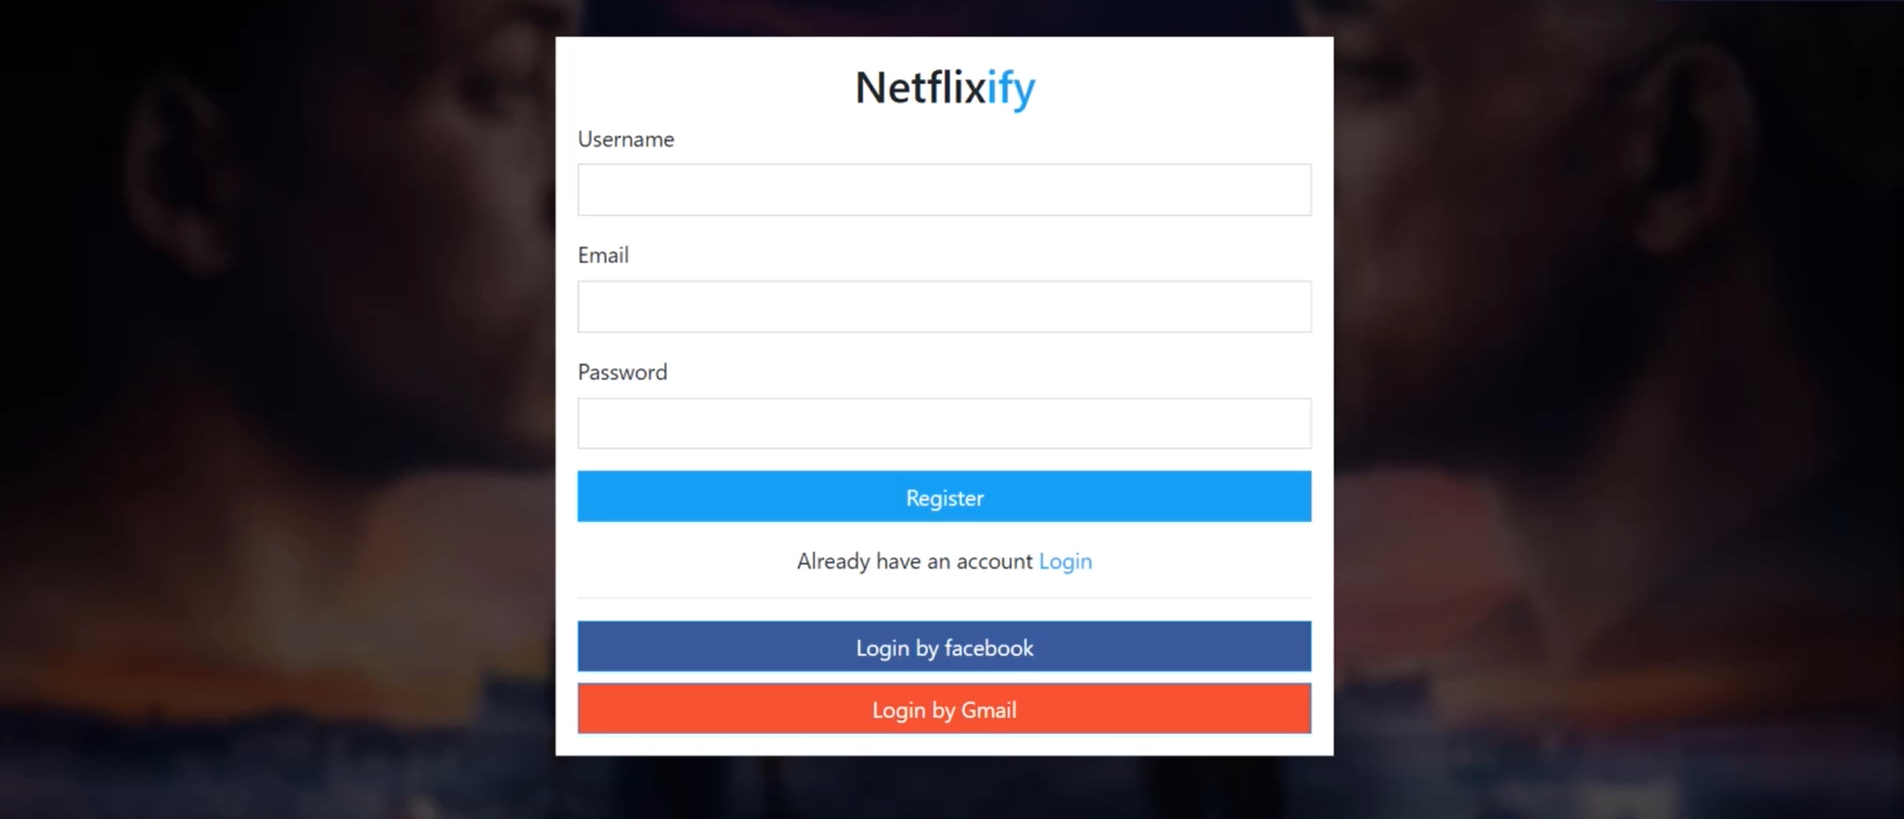 Netflixify
Username
Email
Password
Register
Already have an account Login
Login by facebook
Login by Gmail